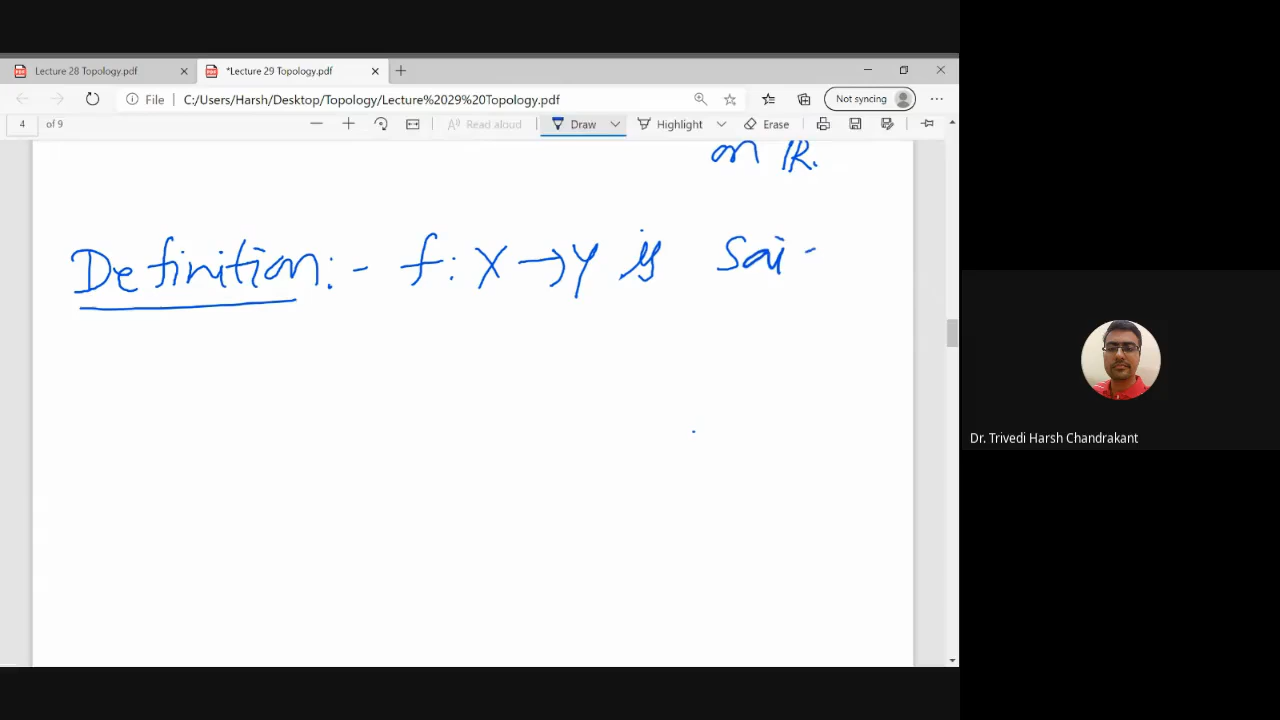 Lecture 28 Topology.pdf
*Lecture 29 Topology.pdf
File
C:/Users/Harsh/Desktop/Topology/Lecture%2029%20Topology.pdf
Not syncing
4 of 9
Read aloud
Draw
Highlight
Erase
on ℝ.
Definition:- f: X→Y is sai
Dr. Trivedi Harsh Chandrakant